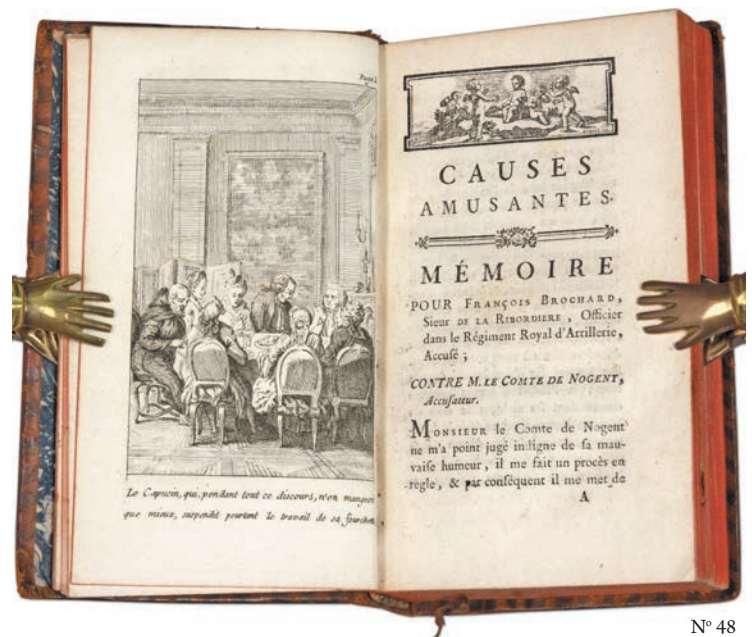 Page 1
Le Capucin, qui, pendant tout ce discours, n'en mangeoit
que mieux, suspendit pourtant le travail de sa fourchette
CAUSES
AMUSANTES.
MÉMOIRE
POUR FRANÇOIS BROCHARD,
Sieur DE LA RIBORDIERE, Officier
dans le Régiment Royal d'Artillerie,
Accusé ;
CONTRE M. LE COMTE DE NOGENT,
Accusateur.
MONSIEUR le Comte de Nogent
ne m'a point jugé indigne de sa mau-
vaise humeur, il me fait un procès en
regle, & par conséquent il me met de
A
Nº 48